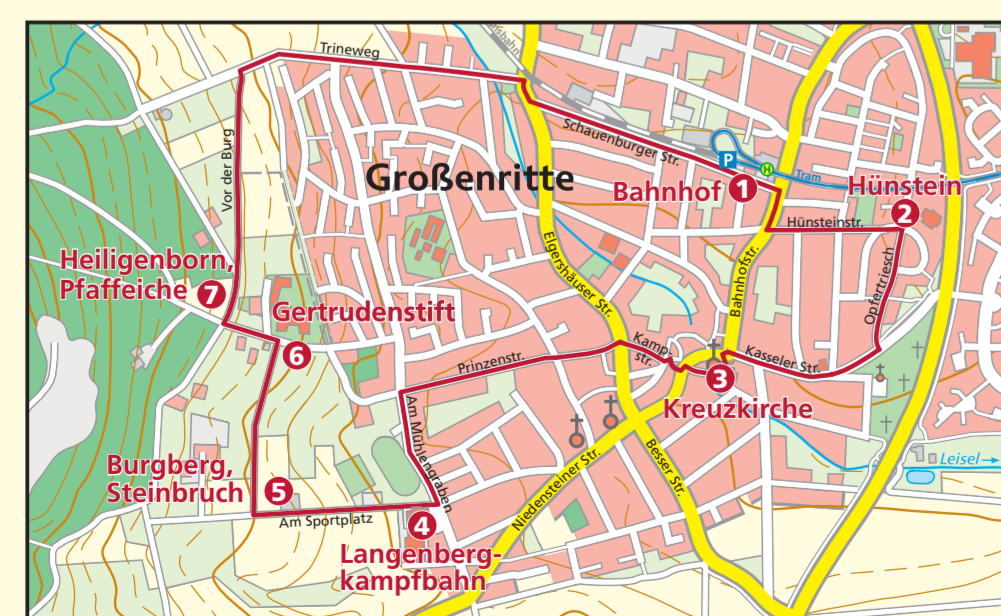 Trineweg
Schauenburger Str.
Großenritte
P
H
Tram
Bahnhof 1
Hünstein
2
Hünsteinstr.
Vor der Burg
Elgershäuser Str.
Bahnhofstr.
Opfertriesch
Heiligenborn,
Pfaffeiche 7
Gertrudenstift
6
Prinzenstr.
Kamp-
str.
Kasseler Str.
3
Kreuzkirche
Am Mühlengraben
Burgberg,
Steinbruch 5
Am Sportplatz
4
Langenberg-
kampfbahn
Niedensteiner Str.
Besser Str.
Leisel